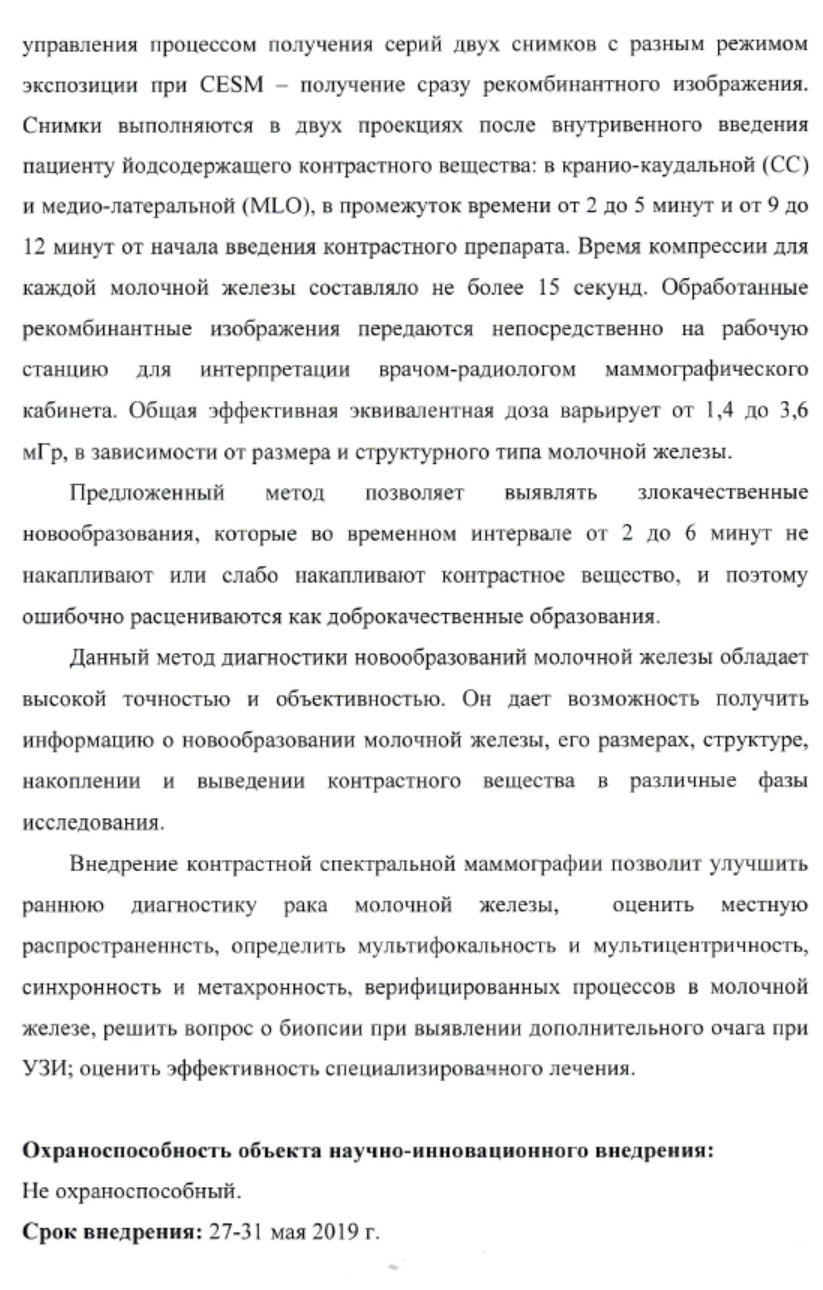 управления процессом получения серий двух снимков с разным режимом
экспозиции при CESM – получение сразу рекомбинантного изображения.
Снимки выполняются в двух проекциях после внутривенного введения
пациенту йодсодержащего контрастного вещества: в кранио-каудальной (СС)
и медио-латеральной (MLO), в промежуток времени от 2 до 5 минут и от 9 до
12 минут от начала введения контрастного препарата. Время компрессии для
каждой молочной железы составляло не более 15 секунд. Обработанные
рекомбинантные изображения передаются непосредственно на рабочую
станцию для интерпретации врачом-радиологом маммографического
кабинета. Общая эффективная эквивалентная доза варьирует от 1,4 до 3,6
мГр, в зависимости от размера и структурного типа молочной железы.
Предложенный метод позволяет выявлять злокачественные
новообразования, которые во временном интервале от 2 до 6 минут не
накапливают или слабо накапливают контрастное вещество, и поэтому
ошибочно расцениваются как доброкачественные образования.
Данный метод диагностики новообразований молочной железы обладает
высокой точностью и объективностью. Он дает возможность получить
информацию о новообразовании молочной железы, его размерах, структуре,
накоплении и выведении контрастного вещества в различные фазы
исследования.
Внедрение контрастной спектральной маммографии позволит улучшить
раннюю диагностику рака молочной железы, оценить местную
распространеннсть, определить мультифокальность и мультицентричность,
синхронность и метахронность, верифицированных процессов в молочной
железе, решить вопрос о биопсии при выявлении дополнительного очага при
УЗИ; оценить эффективность специализированного лечения.
Охраноспособность объекта научно-инновационного внедрения:
Не охраноспособный.
Срок внедрения: 27-31 мая 2019 г.